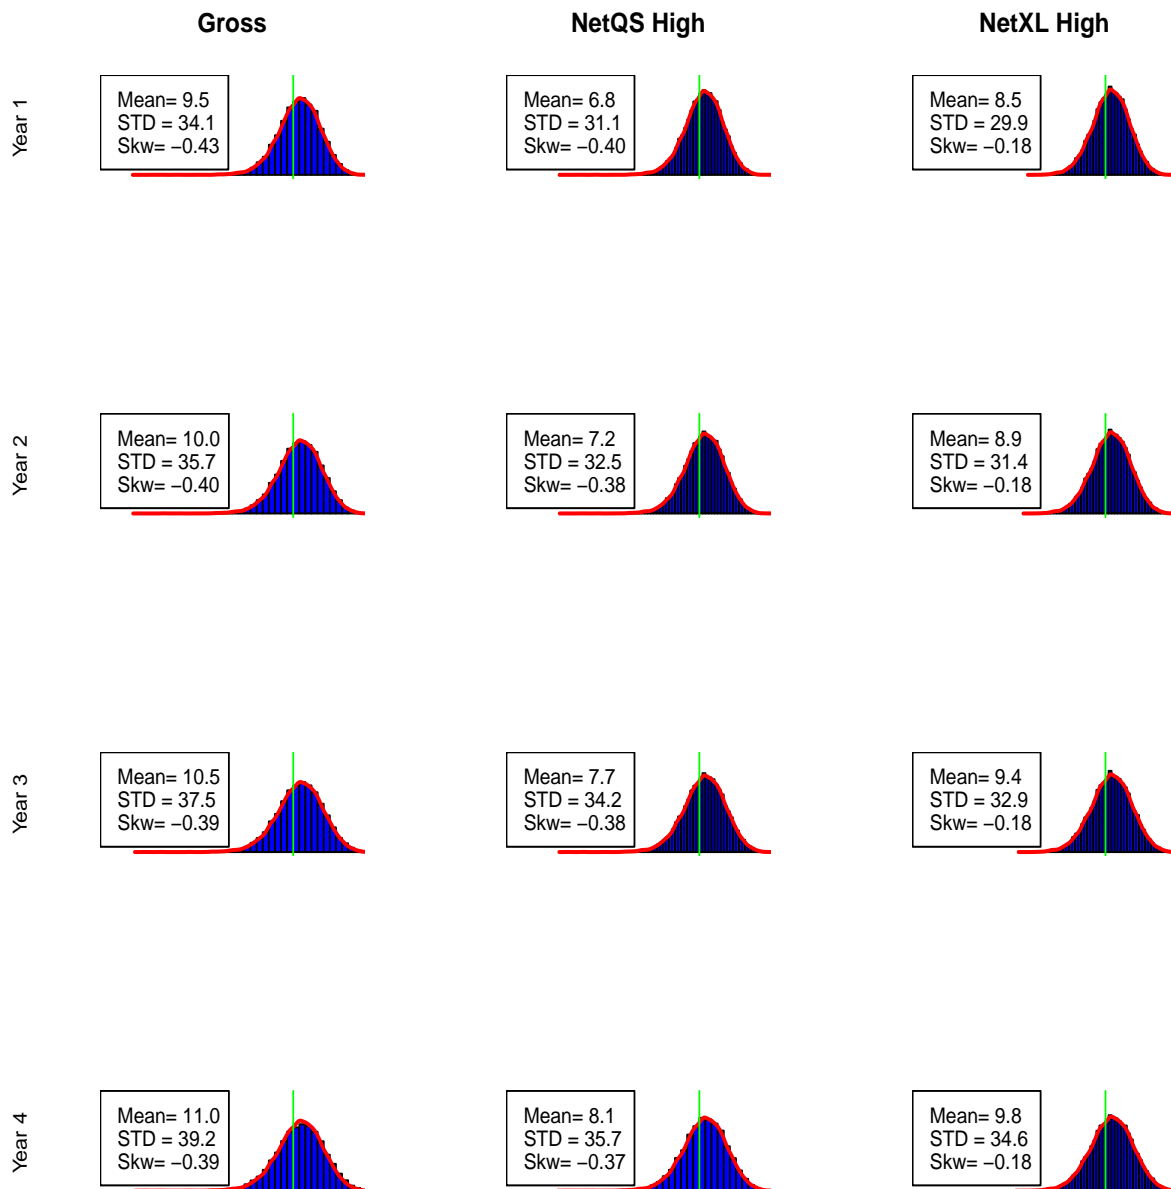 Gross
NetQS High
NetXL High
Year 1
Mean= 9.5
STD = 34.1
Skw= −0.43
Mean= 6.8
STD = 31.1
Skw= −0.40
Mean= 8.5
STD = 29.9
Skw= −0.18
Year 2
Mean= 10.0
STD = 35.7
Skw= −0.40
Mean= 7.2
STD = 32.5
Skw= −0.38
Mean= 8.9
STD = 31.4
Skw= −0.18
Year 3
Mean= 10.5
STD = 37.5
Skw= −0.39
Mean= 7.7
STD = 34.2
Skw= −0.38
Mean= 9.4
STD = 32.9
Skw= −0.18
Year 4
Mean= 11.0
STD = 39.2
Skw= −0.39
Mean= 8.1
STD = 35.7
Skw= −0.37
Mean= 9.8
STD = 34.6
Skw= −0.18